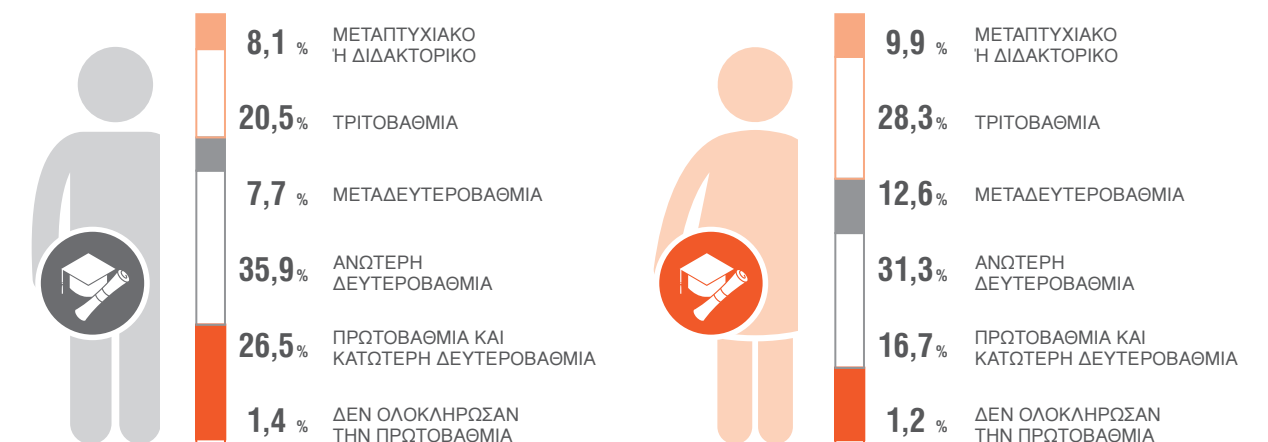 8,1 %
ΜΕΤΑΠΤΥΧΙΑΚΟ
Ή ΔΙΔΑΚΤΟΡΙΚΟ
20,5%
ΤΡΙΤΟΒΑΘΜΙΑ
7,7 %
ΜΕΤΑΔΕΥΤΕΡΟΒΑΘΜΙΑ
35,9%
ΑΝΩΤΕΡΗ
ΔΕΥΤΕΡΟΒΑΘΜΙΑ
26,5%
ΠΡΩΤΟΒΑΘΜΙΑ ΚΑΙ
ΚΑΤΩΤΕΡΗ ΔΕΥΤΕΡΟΒΑΘΜΙΑ
1,4 %
ΔΕΝ ΟΛΟΚΛΗΡΩΣΑΝ
ΤΗΝ ΠΡΩΤΟΒΑΘΜΙΑ
9,9 %
ΜΕΤΑΠΤΥΧΙΑΚΟ
Ή ΔΙΔΑΚΤΟΡΙΚΟ
28,3%
ΤΡΙΤΟΒΑΘΜΙΑ
12,6%
ΜΕΤΑΔΕΥΤΕΡΟΒΑΘΜΙΑ
31,3%
ΑΝΩΤΕΡΗ
ΔΕΥΤΕΡΟΒΑΘΜΙΑ
16,7%
ΠΡΩΤΟΒΑΘΜΙΑ ΚΑΙ
ΚΑΤΩΤΕΡΗ ΔΕΥΤΕΡΟΒΑΘΜΙΑ
1,2 %
ΔΕΝ ΟΛΟΚΛΗΡΩΣΑΝ
ΤΗΝ ΠΡΩΤΟΒΑΘΜΙΑ